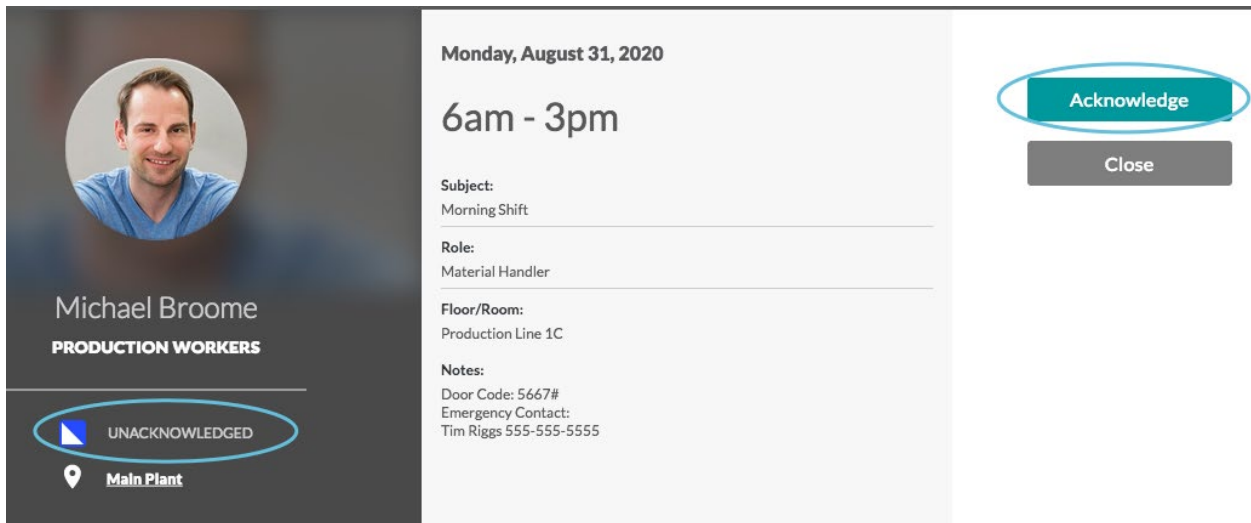 Michael Broome
PRODUCTION WORKERS
UNACKNOWLEDGED
Main Plant
Monday, August 31, 2020
6am - 3pm
Subject:
Morning Shift
Role:
Material Handler
Floor/Room:
Production Line 1C
Notes:
Door Code: 5667#
Emergency Contact:
Tim Riggs 555-555-5555
Acknowledge
Close